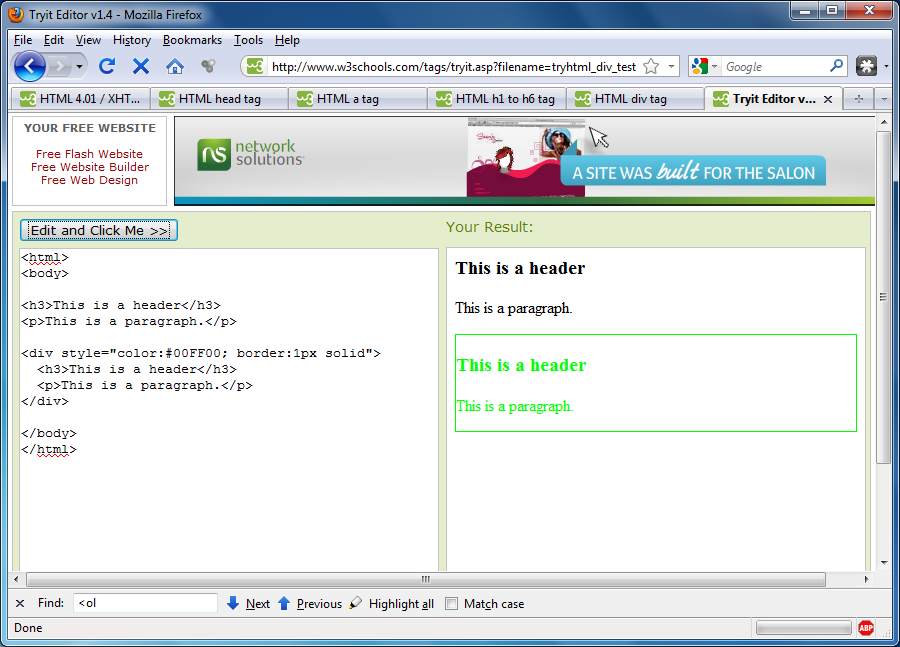 Tryit Editor v1.4 - Mozilla Firefox
File Edit View History Bookmarks Tools Help
http://www.w3schools.com/tags/tryit.asp?filename=tryhtml_div_test
Google
HTML 4.01 / XHT...
HTML head tag
HTML a tag
HTML h1 to h6 tag
HTML div tag
Tryit Editor v...
YOUR FREE WEBSITE
Free Flash Website
Free Website Builder
Free Web Design
ns network
solutions
A SITE WAS built FOR THE SALON
Edit and Click Me >>
<html>
<body>
<h3>This is a header</h3>
<p>This is a paragraph.</p>
<div style="color:#00FF00; border:1px solid">
<h3>This is a header</h3>
<p>This is a paragraph.</p>
</div>
</body>
</html>
Your Result:
This is a header
This is a paragraph.
This is a header
This is a paragraph.
Find: <ol Next Previous Highlight all Match case
Done
ABP